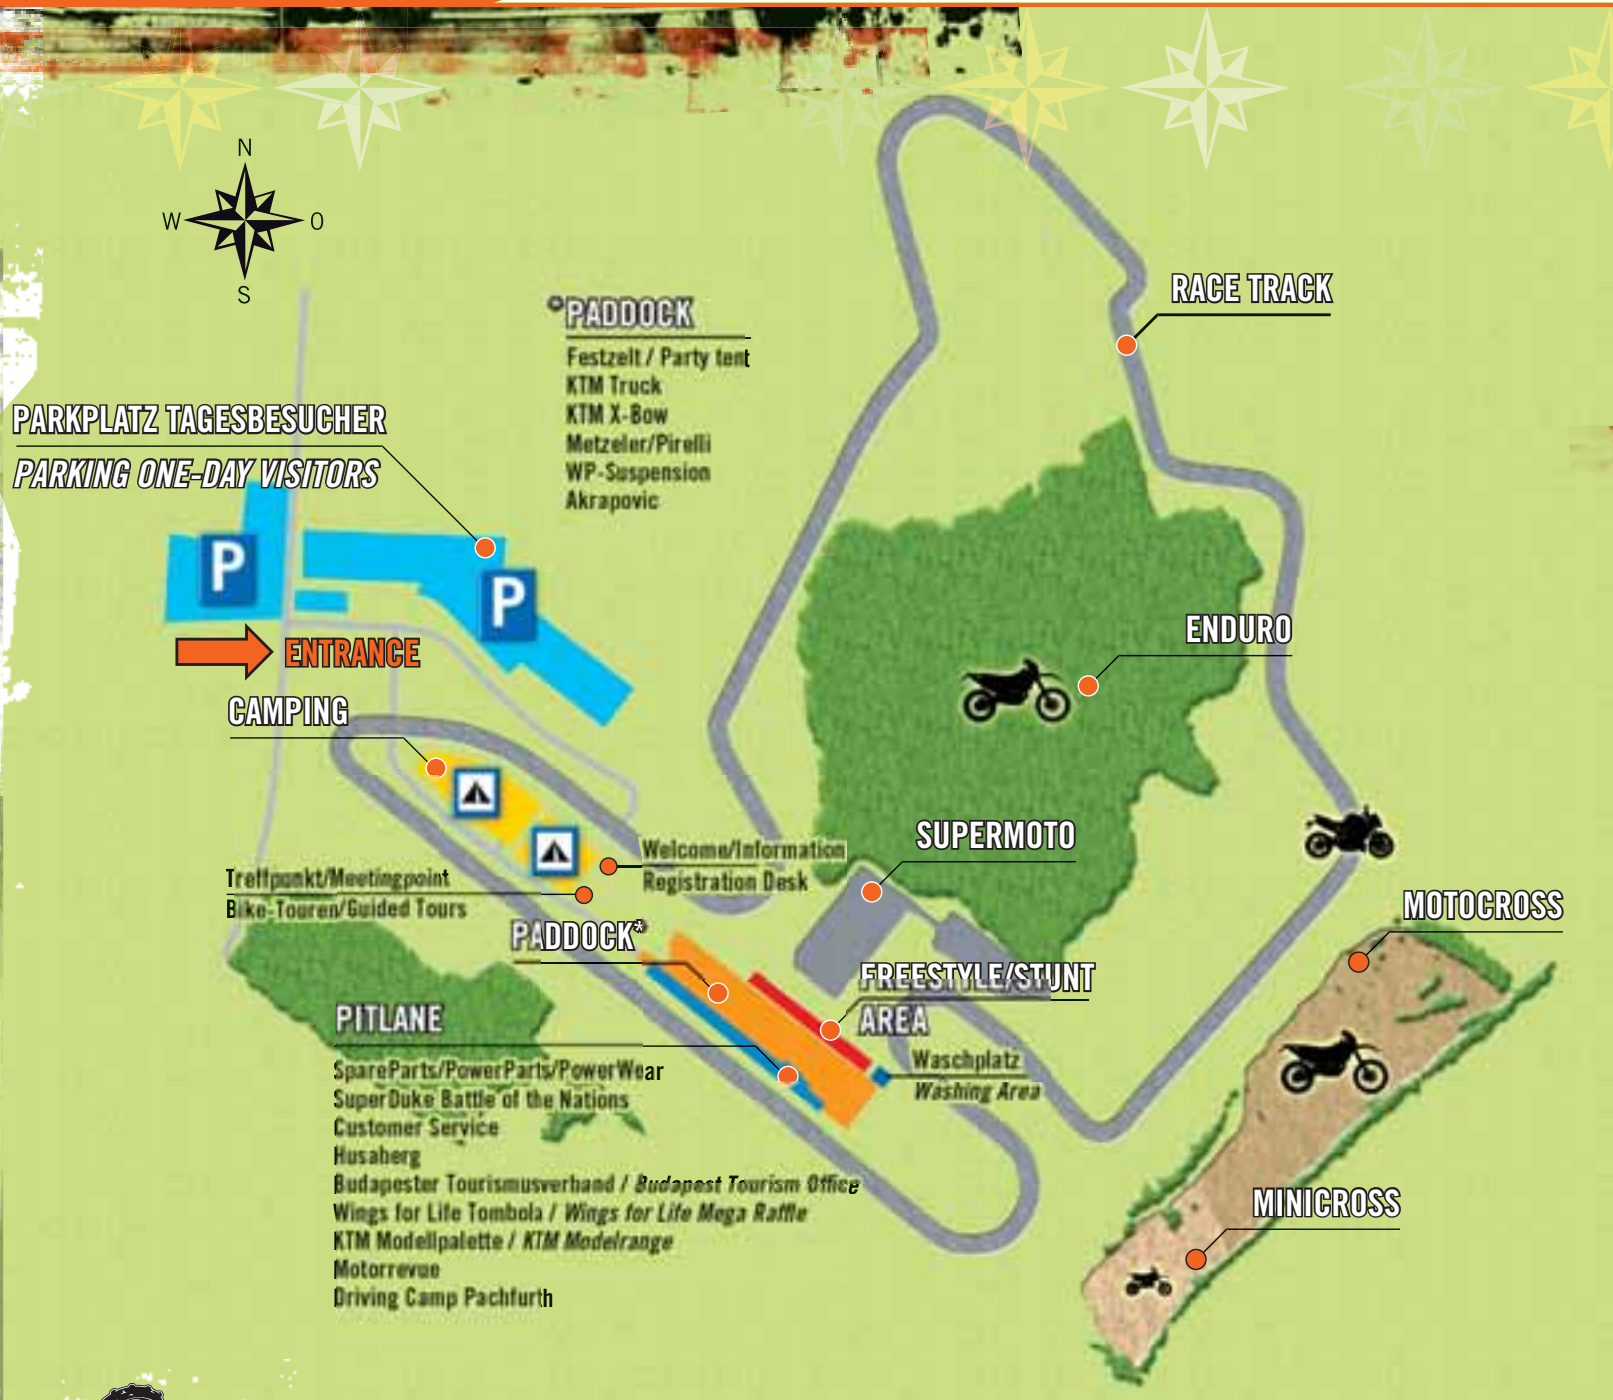 N
W
O
S
*PADDOCK
Festzelt / Party tent
KTM Truck
KTM X-Bow
Metzeler/Pirelli
WP-Suspension
Akrapovic
RACE TRACK
PARKPLATZ TAGESBESUCHER
PARKING ONE-DAY VISITORS
P
P
ENTRANCE
ENDURO
CAMPING
SUPERMOTO
Welcome/Information
Registration Desk
Treffpunkt/Meetingpoint
Bike-Touren/Guided Tours
MOTOCROSS
PADDOCK*
FREESTYLE/STUNT
AREA
PITLANE
Waschplatz
Washing Area
SpareParts/PowerParts/PowerWear
SuperDuke Battle of the Nations
Customer Service
Husaberg
Budapester Tourismusverband / Budapest Tourism Office
Wings for Life Tombola / Wings for Life Mega Raffle
KTM Modellpalette / KTM Modelrange
Motorrevue
Driving Camp Pachfurth
MINICROSS